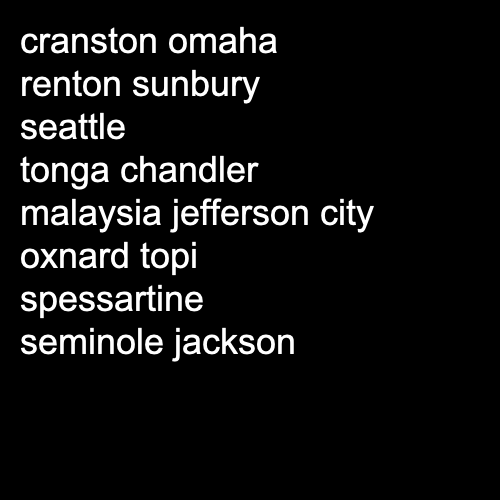 cranston omaha
renton sunbury
seattle
tonga chandler
malaysia jefferson city
oxnard topi
spessartine
seminole jackson